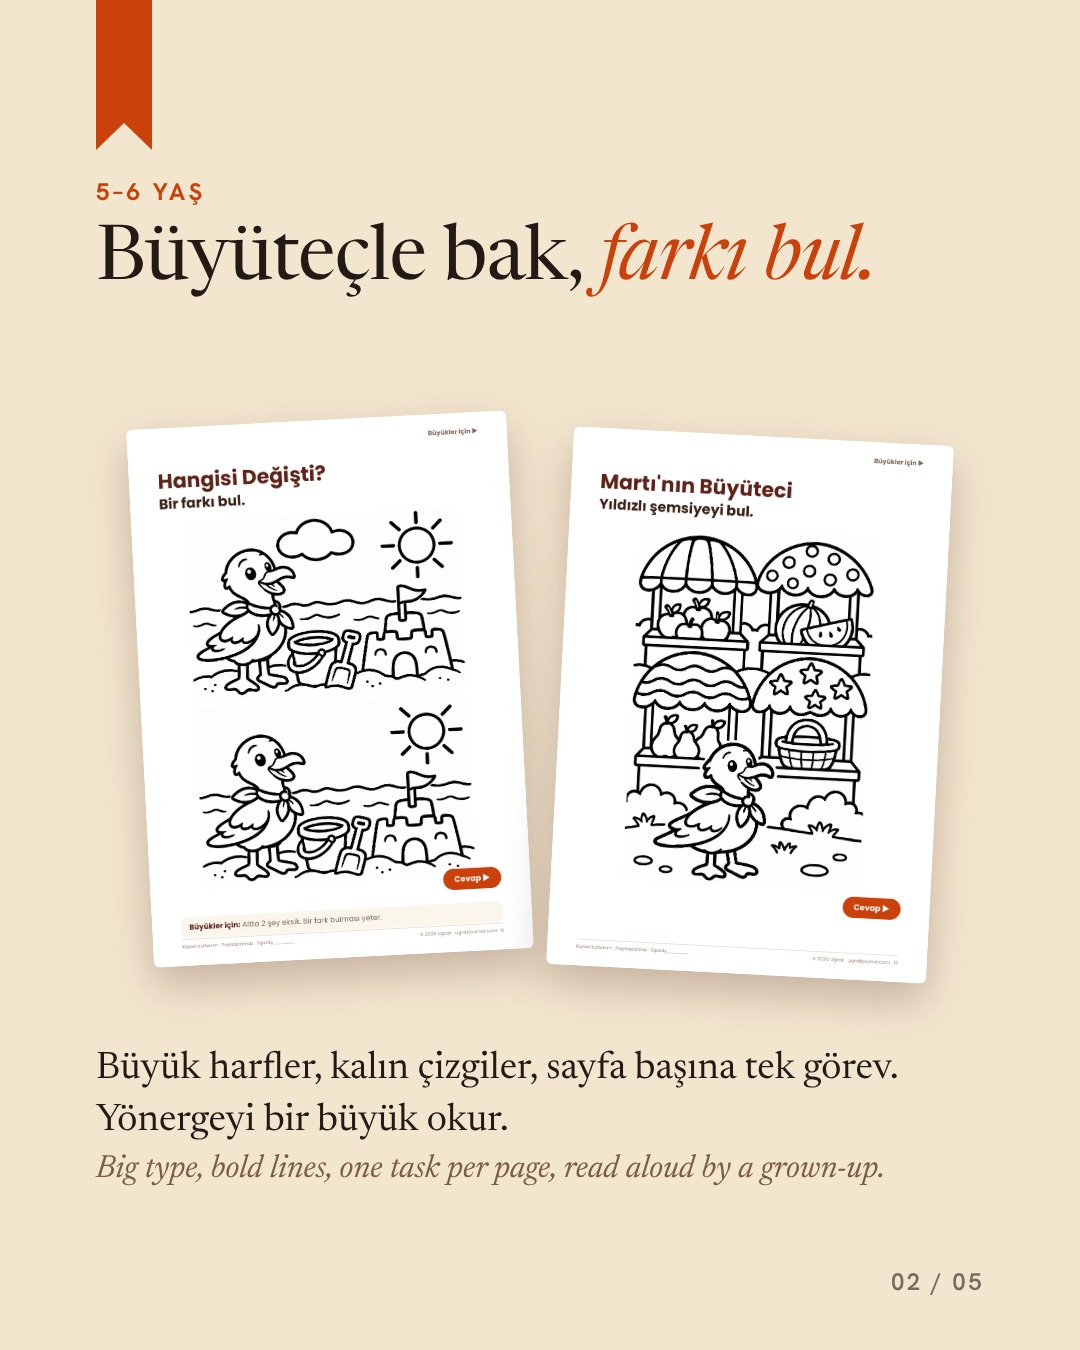 5–6 YAŞ
Büyüteçle bak, farkı bul.
Büyükler için ▶
Hangisi Değişti?
Bir farkı bul.
Cevap ▶
Büyükler için: Altta 2 şey eksik. Bir fark bulması yeter.
Büyükler için ▶
Martı'nın Büyüteci
Yıldızlı şemsiyeyi bul.
Cevap ▶
Büyük harfler, kalın çizgiler, sayfa başına tek görev.
Yönergeyi bir büyük okur.
Big type, bold lines, one task per page, read aloud by a grown-up.
02 / 05